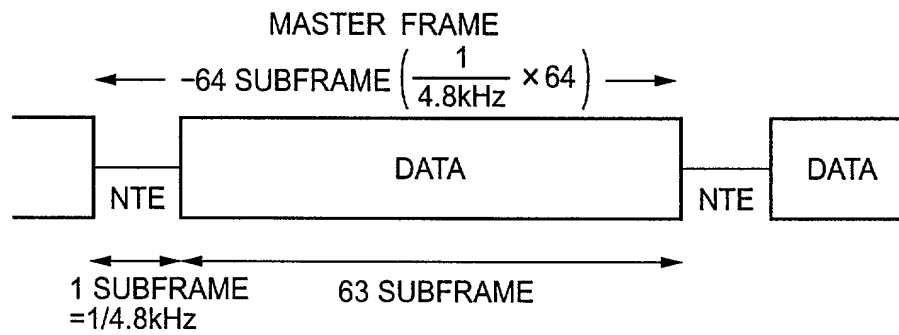 MASTER FRAME
-64 SUBFRAME ( 1/4.8kHz × 64 )
DATA
DATA
NTE
NTE
1 SUBFRAME
=1/4.8kHz
63 SUBFRAME